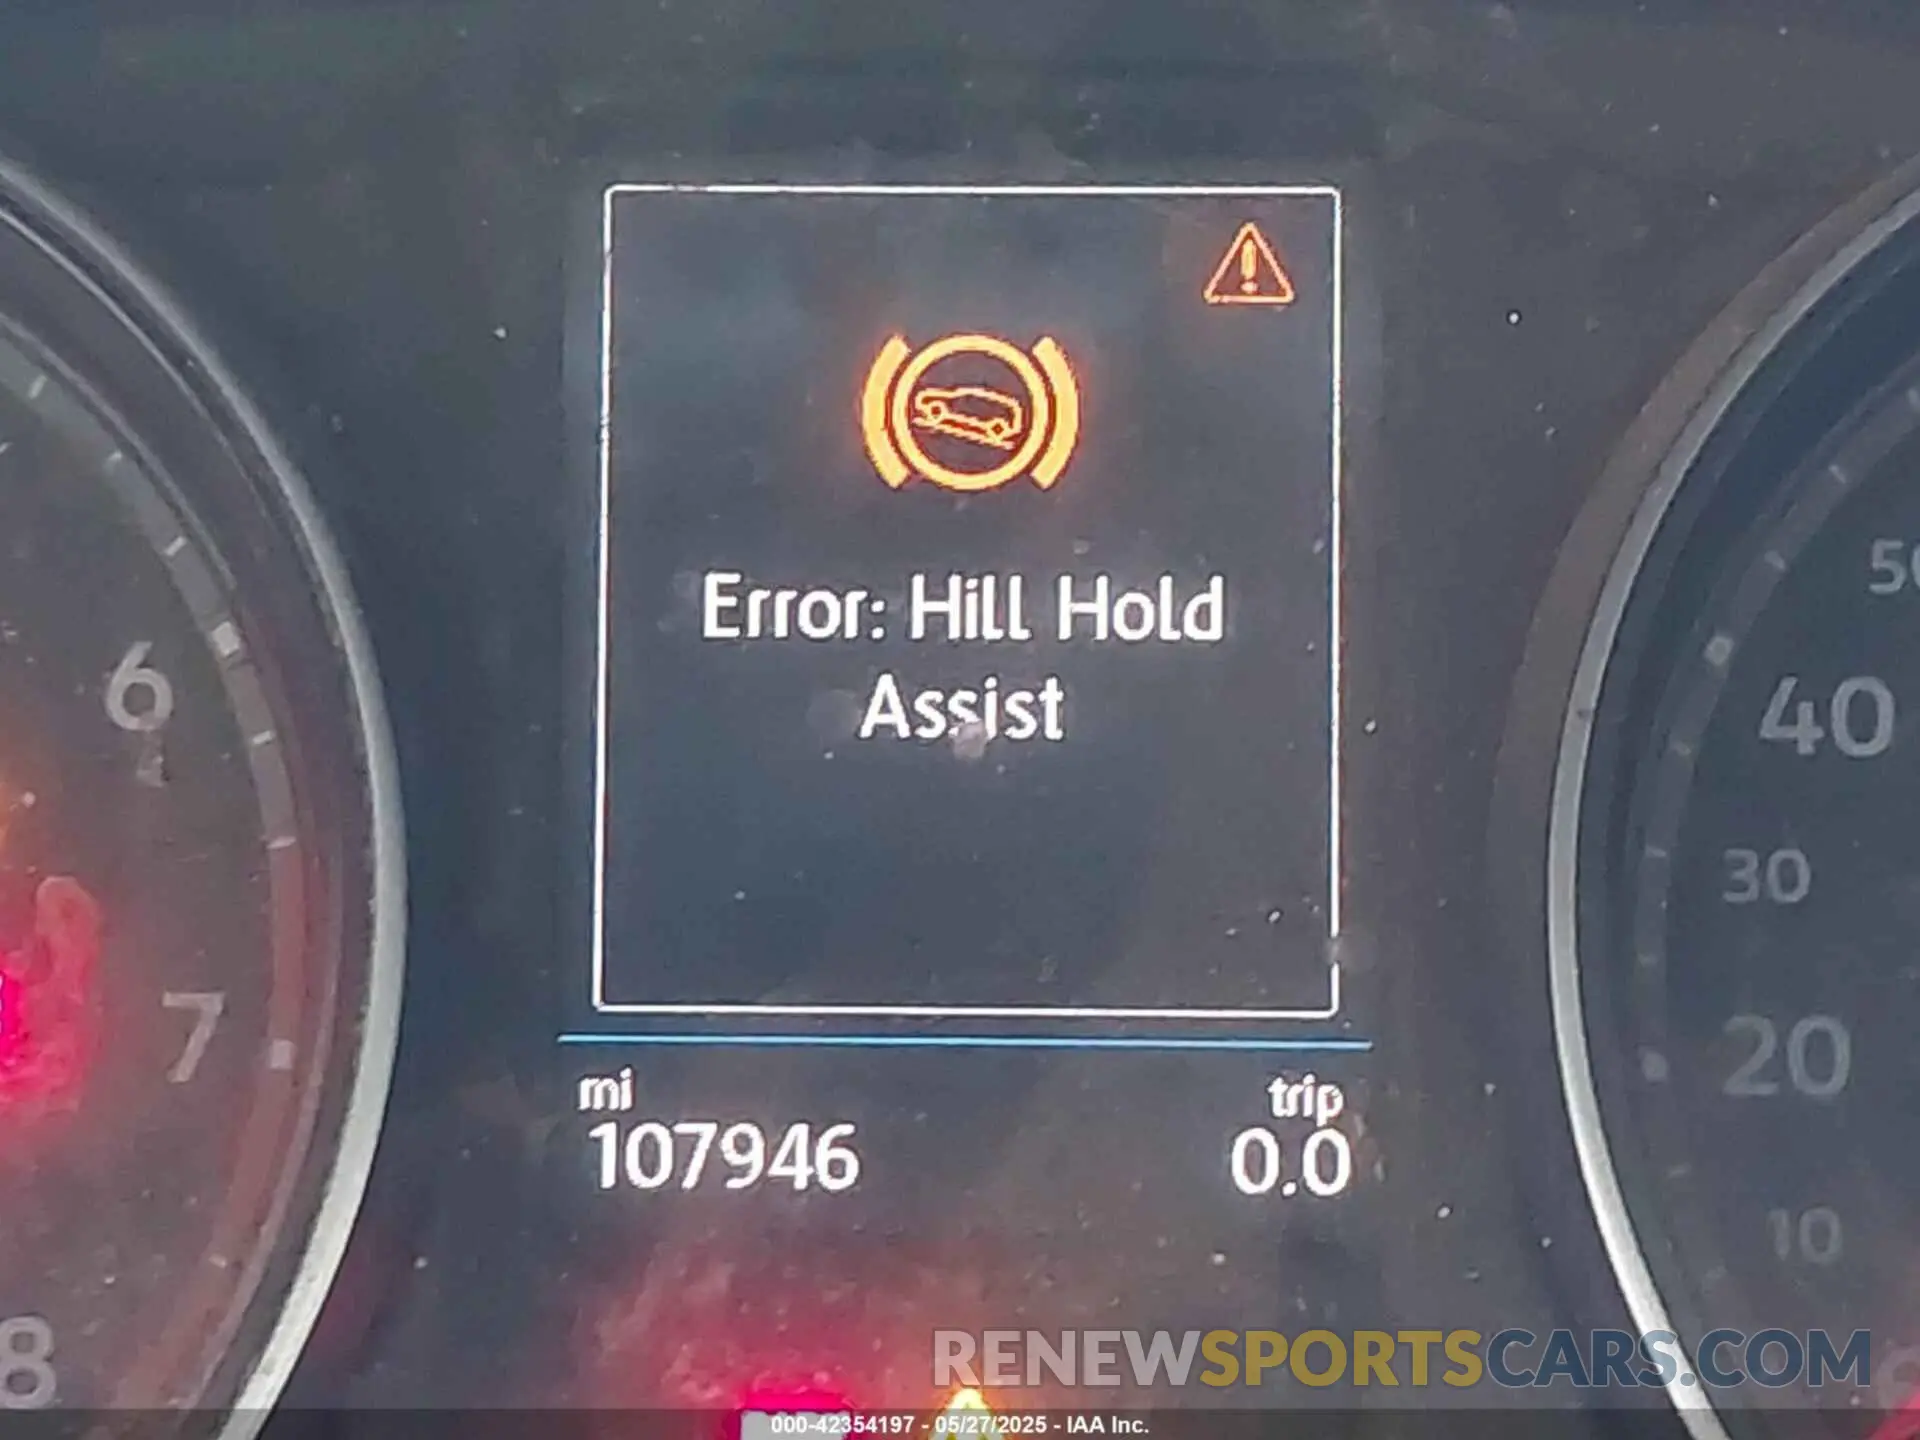 Error: Hill Hold
Assist
6
7
8
50
40
30
20
10
mi
trip
107946
0.0
RENEWSPORTSCARS.COM
000-42354197 - 05/27/2025 - IAA Inc.